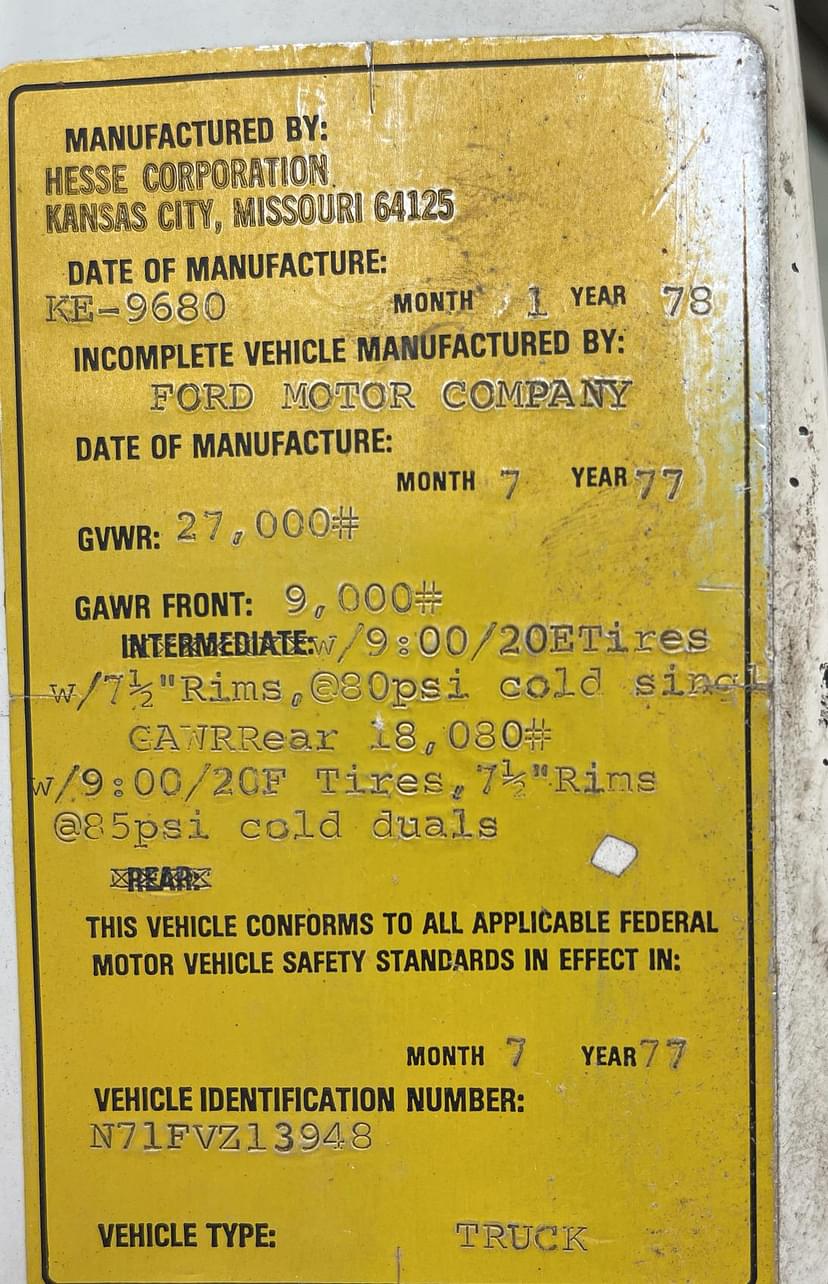 MANUFACTURED BY:
HESSE CORPORATION
KANSAS CITY, MISSOURI 64125
DATE OF MANUFACTURE:
KE-9680 MONTH 1 YEAR 78
INCOMPLETE VEHICLE MANUFACTURED BY:
FORD MOTOR COMPANY
DATE OF MANUFACTURE:
MONTH 7 YEAR 77
GVWR: 27,000#
GAWR FRONT: 9,000#
INTERMEDIATE: w/9:00/20ETires
w/7½"Rims,@80psi cold singl
GAWRRear 18,080#
w/9:00/20F Tires,7½"Rims
@85psi cold duals
REAR:
THIS VEHICLE CONFORMS TO ALL APPLICABLE FEDERAL
MOTOR VEHICLE SAFETY STANDARDS IN EFFECT IN:
MONTH 7 YEAR 77
VEHICLE IDENTIFICATION NUMBER:
N71FVZ13948
VEHICLE TYPE: TRUCK